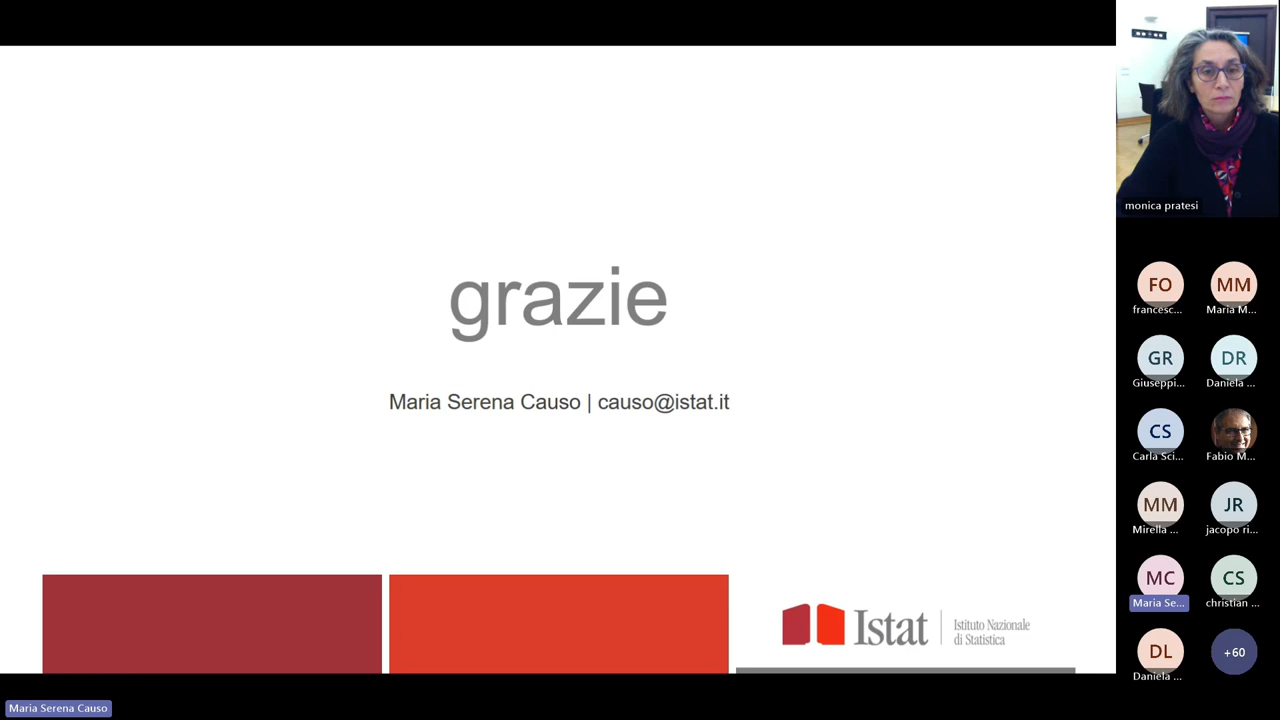 grazie
Maria Serena Causo | causo@istat.it
Istat
Istituto Nazionale
di Statistica
Maria Serena Causo
monica pratesi
FO
francesc...
MM
Maria M...
GR
Giuseppi...
DR
Daniela ...
CS
Carla Sci...
Fabio M...
MM
Mirella ...
JR
jacopo ri...
MC
Maria Se...
CS
christian ...
DL
Daniela ...
+60